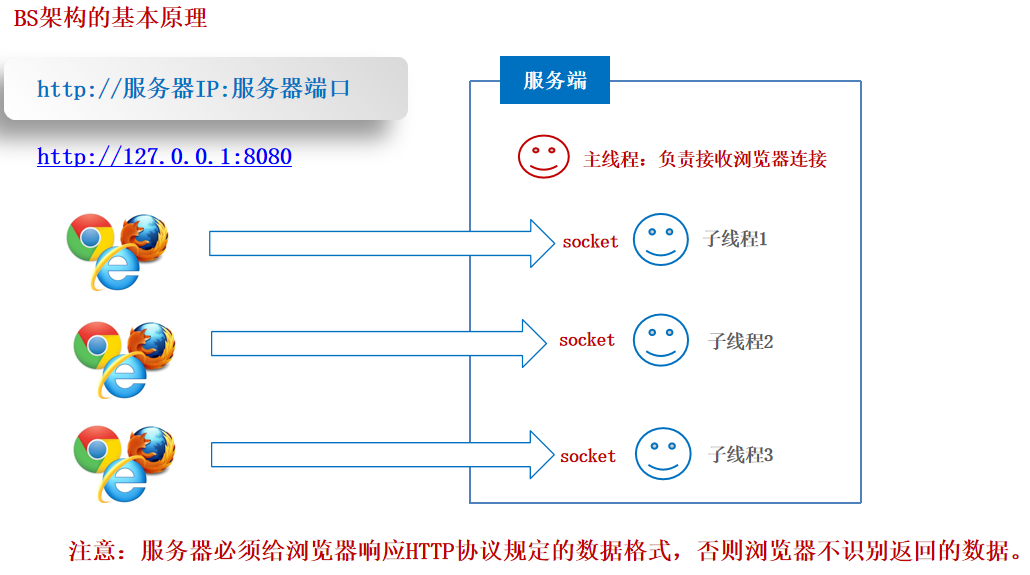 BS架构的基本原理
http://服务器IP:服务器端口
服务端
http://127.0.0.1:8080
主线程：负责接收浏览器连接
socket
子线程1
socket
子线程2
socket
子线程3
注意：服务器必须给浏览器响应HTTP协议规定的数据格式，否则浏览器不识别返回的数据。